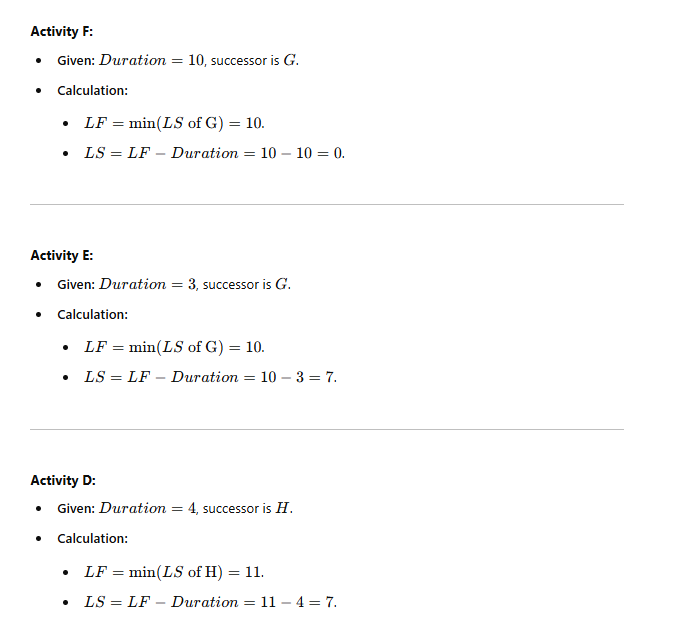 Activity F:
• Given: Duration = 10, successor is G.
• Calculation:
• LF = min(LS of G) = 10.
• LS = LF − Duration = 10 − 10 = 0.
Activity E:
• Given: Duration = 3, successor is G.
• Calculation:
• LF = min(LS of G) = 10.
• LS = LF − Duration = 10 − 3 = 7.
Activity D:
• Given: Duration = 4, successor is H.
• Calculation:
• LF = min(LS of H) = 11.
• LS = LF − Duration = 11 − 4 = 7.